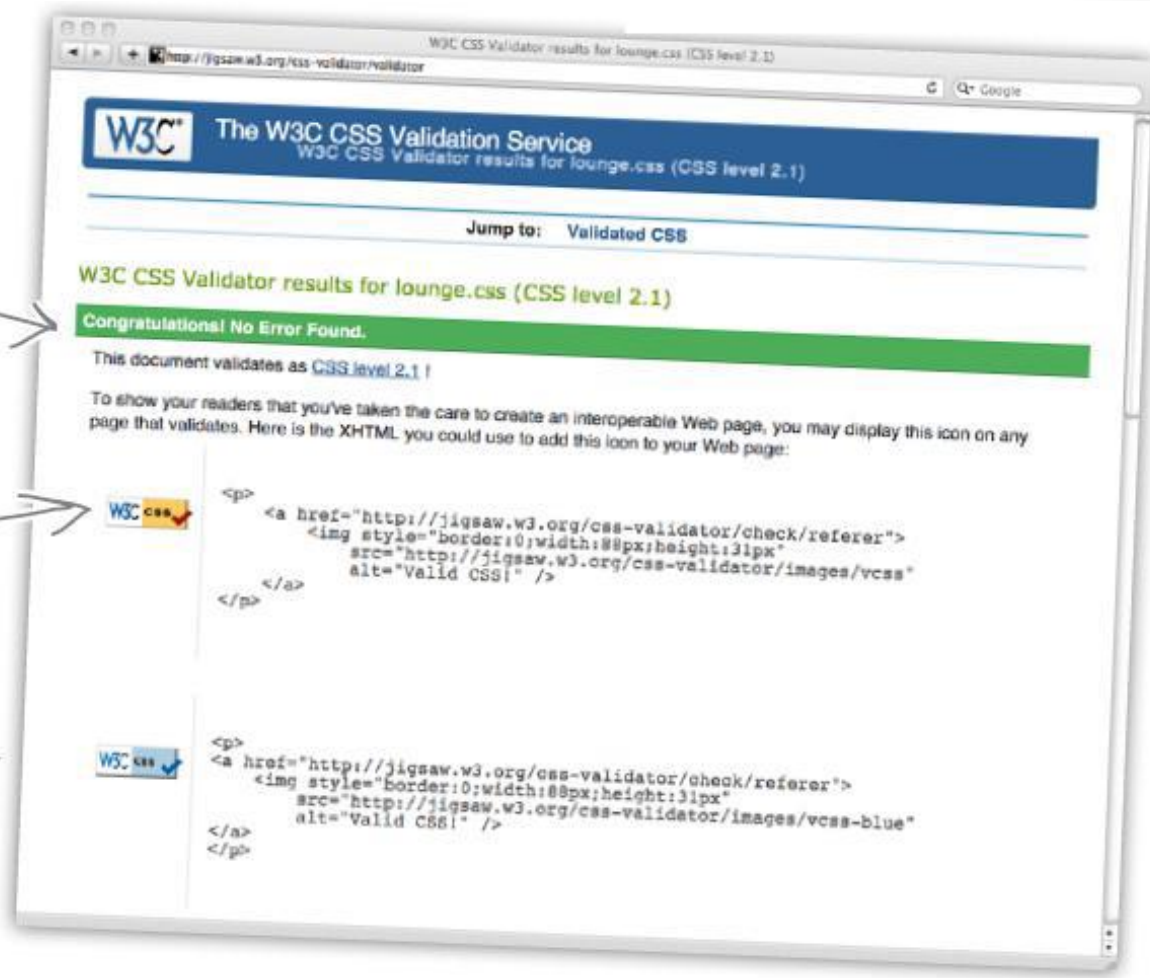 W3C CSS Validator results for lounge.css (CSS level 2.1)
http://jigsaw.w3.org/css-validator/validator
Google
W3C
The W3C CSS Validation Service
W3C CSS Validator results for lounge.css (CSS level 2.1)
Jump to: Validated CSS
W3C CSS Validator results for lounge.css (CSS level 2.1)
Congratulations! No Error Found.
This document validates as CSS level 2.1 !
To show your readers that you've taken the care to create an interoperable Web page, you may display this icon on any
page that validates. Here is the XHTML you could use to add this icon to your Web page:
W3C css
<p>
<a href="http://jigsaw.w3.org/css-validator/check/referer">
<img style="border:0;width:88px;height:31px"
src="http://jigsaw.w3.org/css-validator/images/vcss"
alt="Valid CSS!" />
</a>
</p>
W3C css
<p>
<a href="http://jigsaw.w3.org/css-validator/check/referer">
<img style="border:0;width:88px;height:31px"
src="http://jigsaw.w3.org/css-validator/images/vcss-blue"
alt="Valid CSS!" />
</a>
</p>